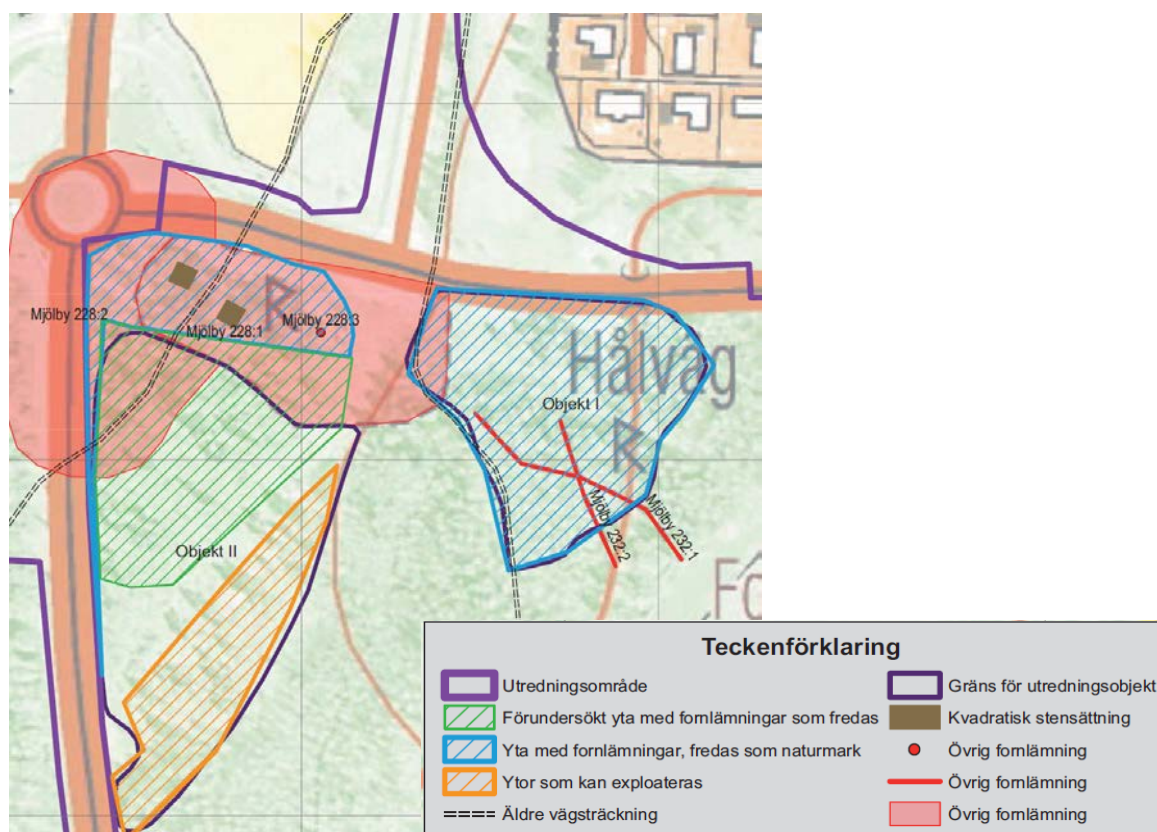 Mjölby 228:2
Mjölby 228:1
Mjölby 228:3
R
Hålväg
Objekt I
R
Mjölby 232:2
Mjölby 232:1
Objekt II
Fo
Teckenförklaring
Utredningsområde
Förundersökt yta med fornlämningar som fredas
Yta med fornlämningar, fredas som naturmark
Ytor som kan exploateras
Äldre vägsträckning
Gräns för utredningsobjekt
Kvadratisk stensättning
Övrig fornlämning
Övrig fornlämning
Övrig fornlämning